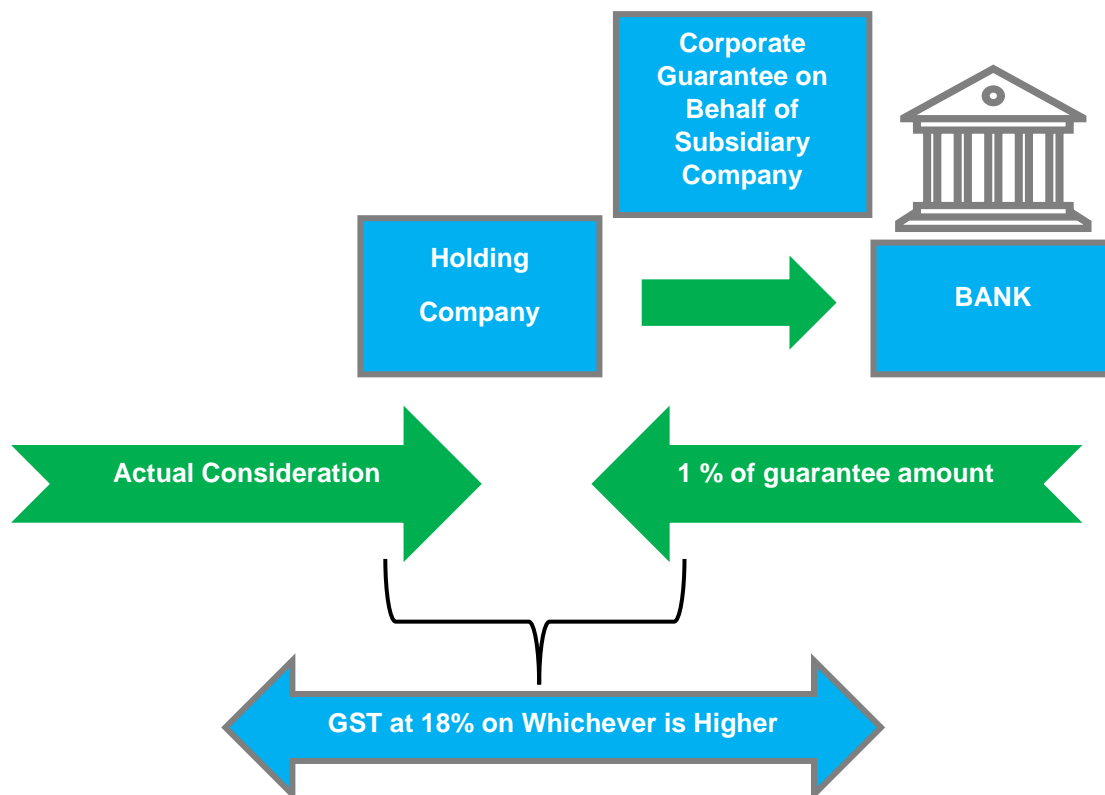 Corporate
Guarantee on
Behalf of
Subsidiary
Company
Holding
Company
BANK
Actual Consideration
1 % of guarantee amount
GST at 18% on Whichever is Higher